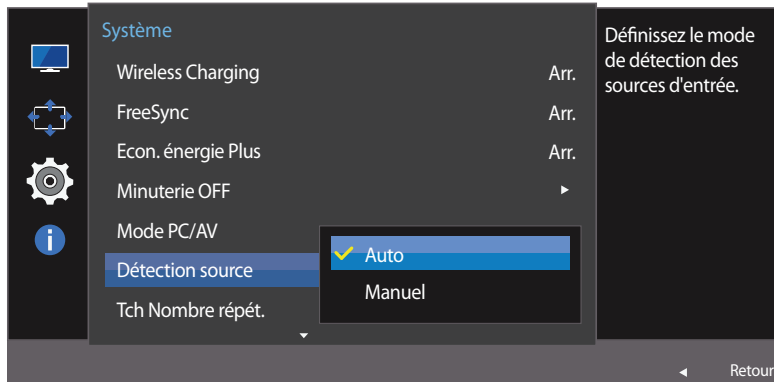 Système
Wireless Charging Arr.
FreeSync Arr.
Econ. énergie Plus Arr.
Minuterie OFF
Mode PC/AV
Détection source
Tch Nombre répét.
Auto
Manuel
Définissez le mode
de détection des
sources d'entrée.
Retour